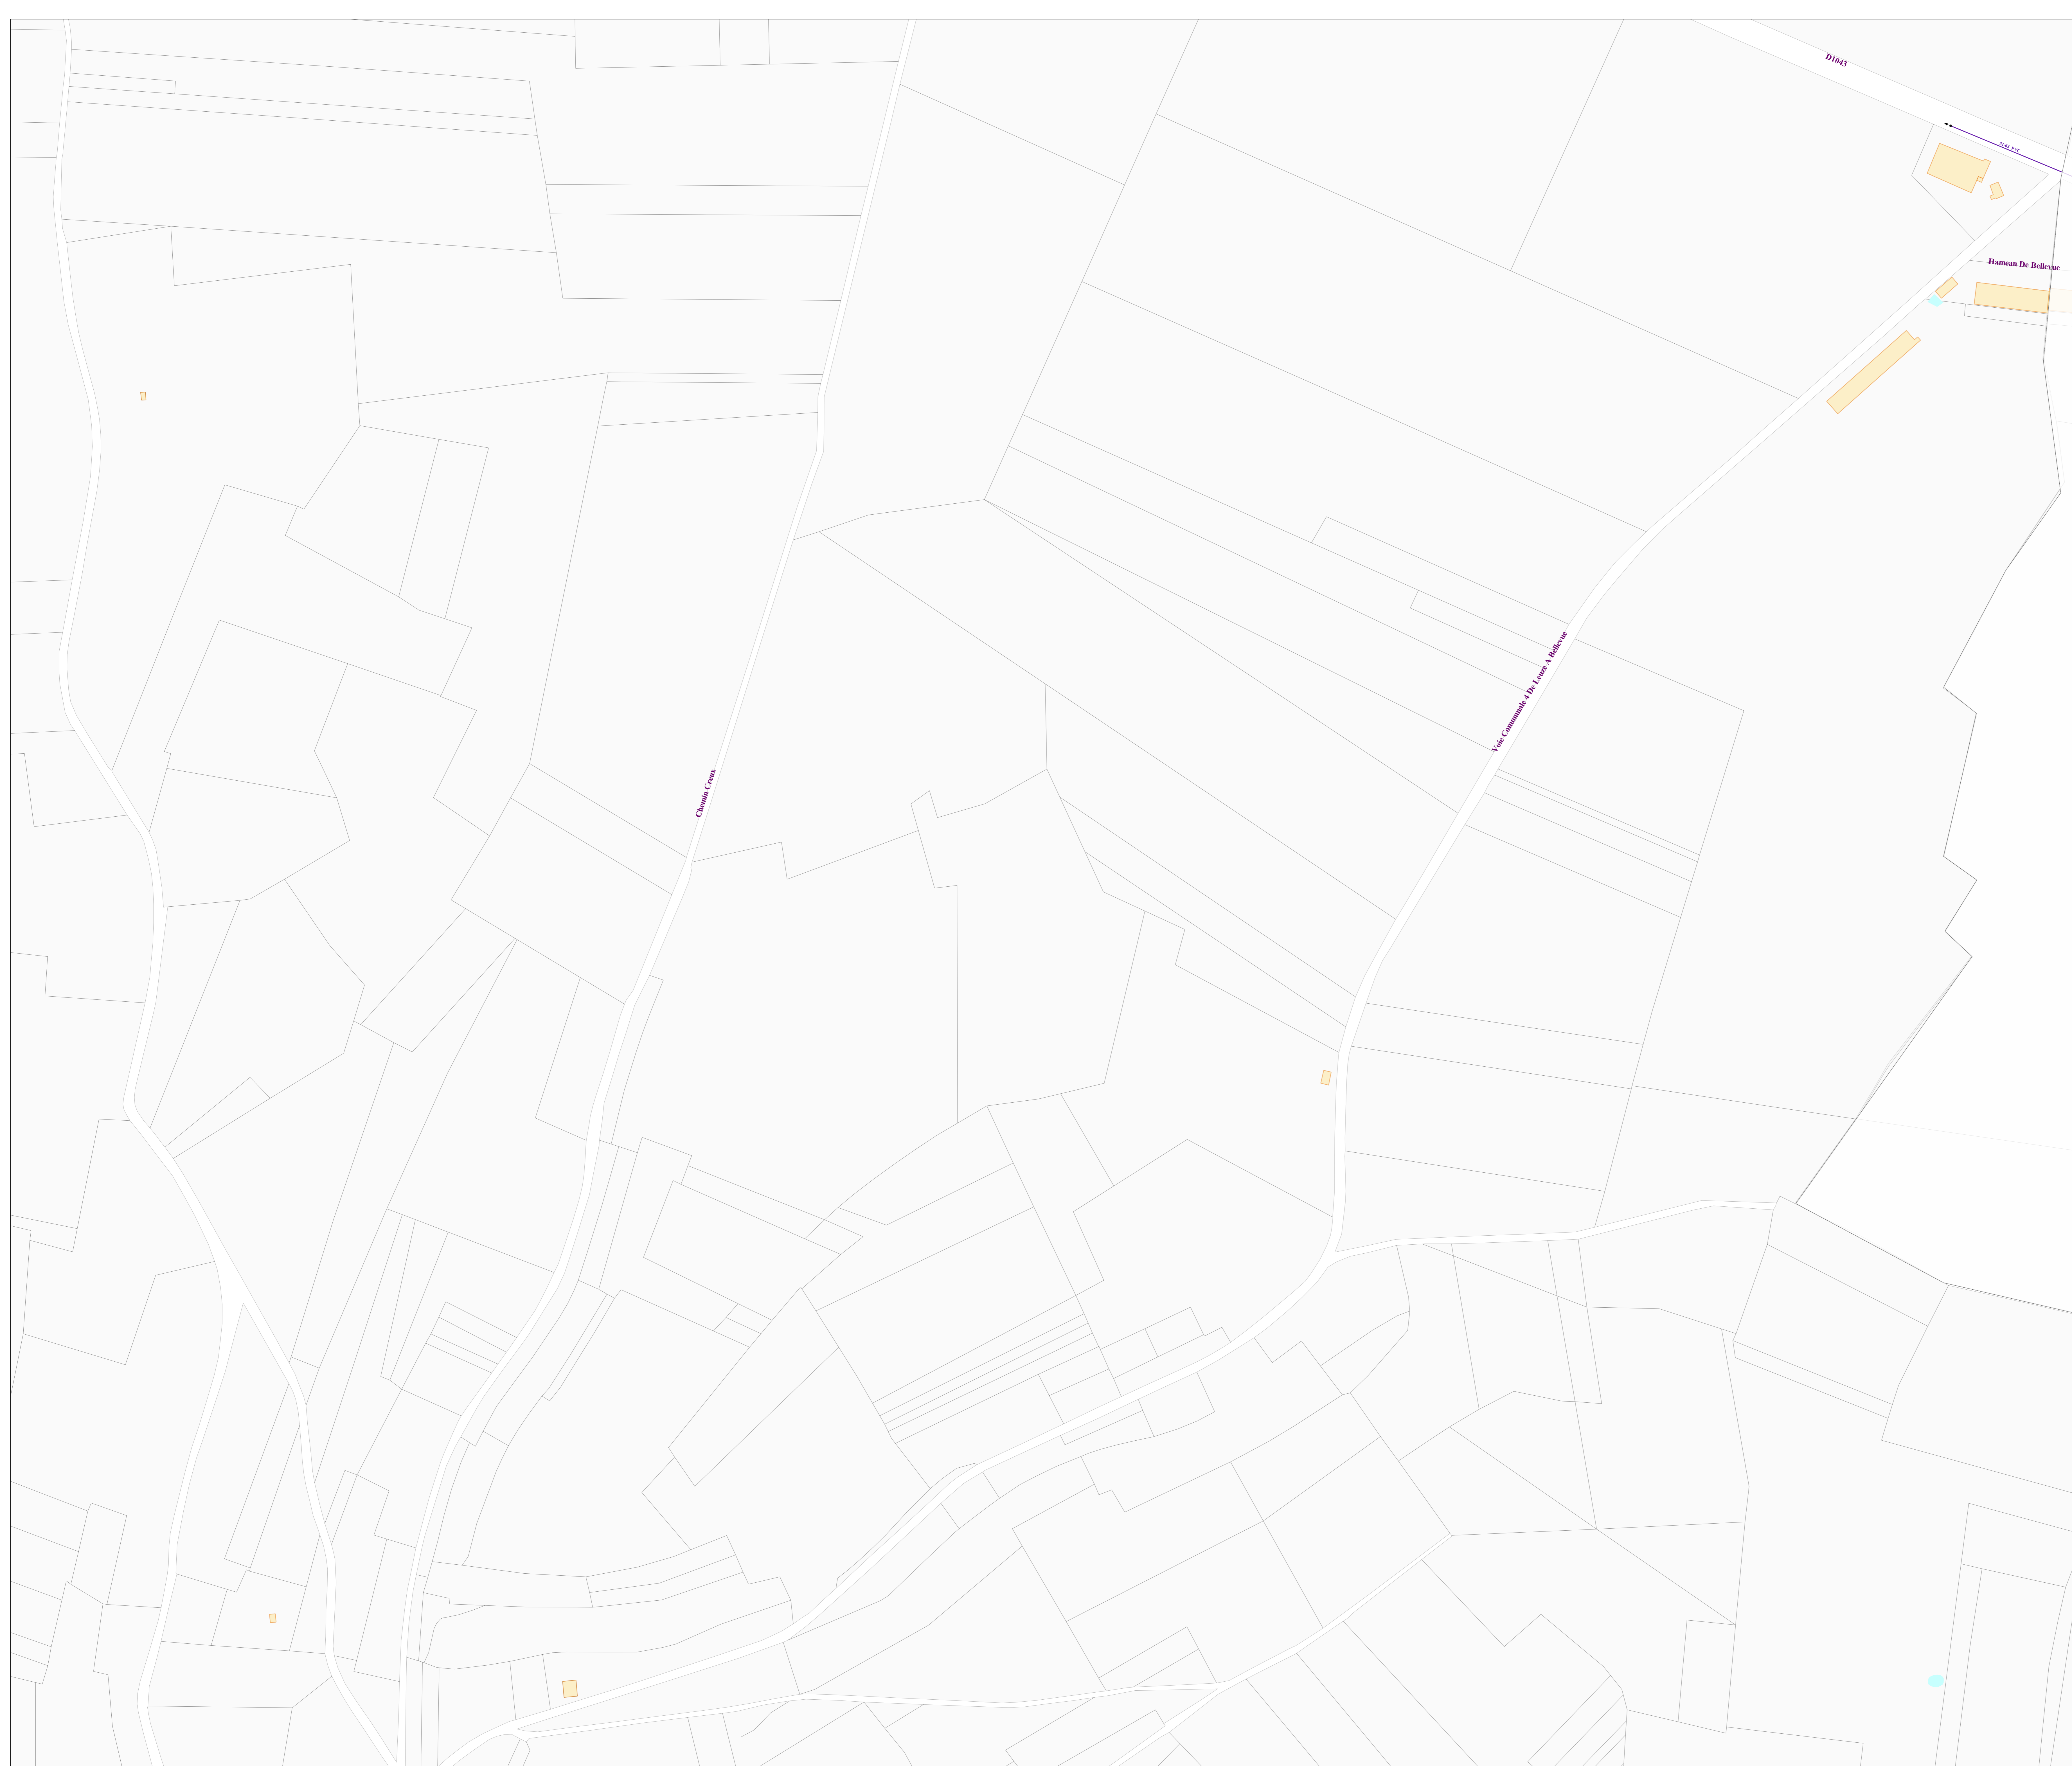 D1043
Hameau De Bellevue
Voie Communale 4 De Leuze A Bellevue
Chemin Creux